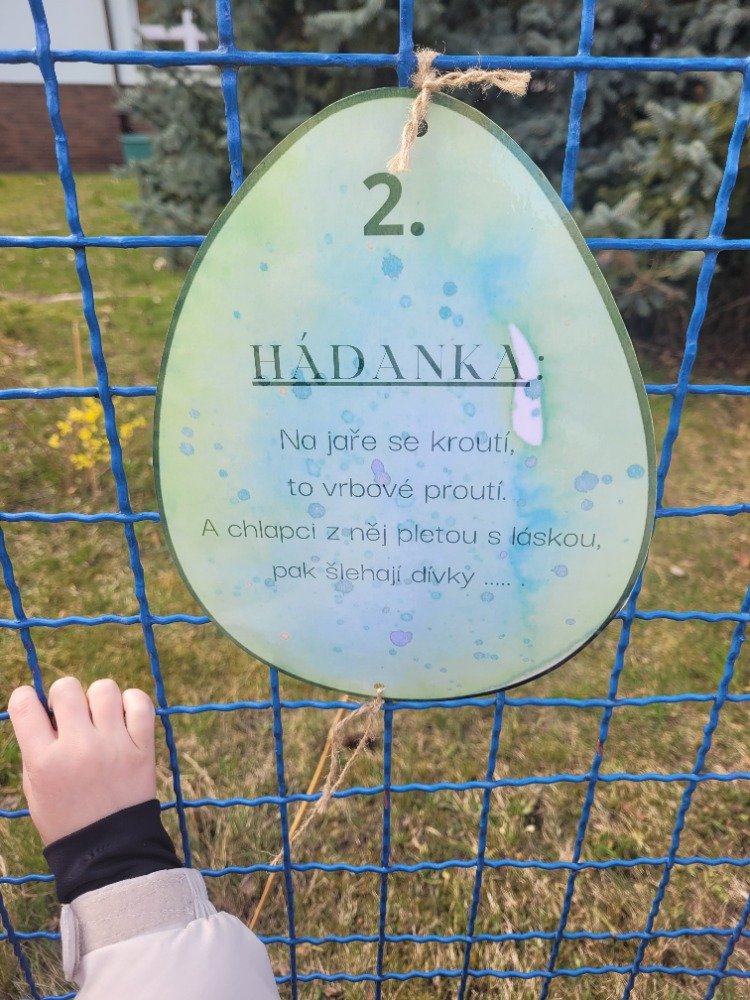 2.
HÁDANKA:
Na jaře se kroutí,
to vrbové proutí.
A chlapci z něj pletou s láskou,
pak šlehají dívky ..... .